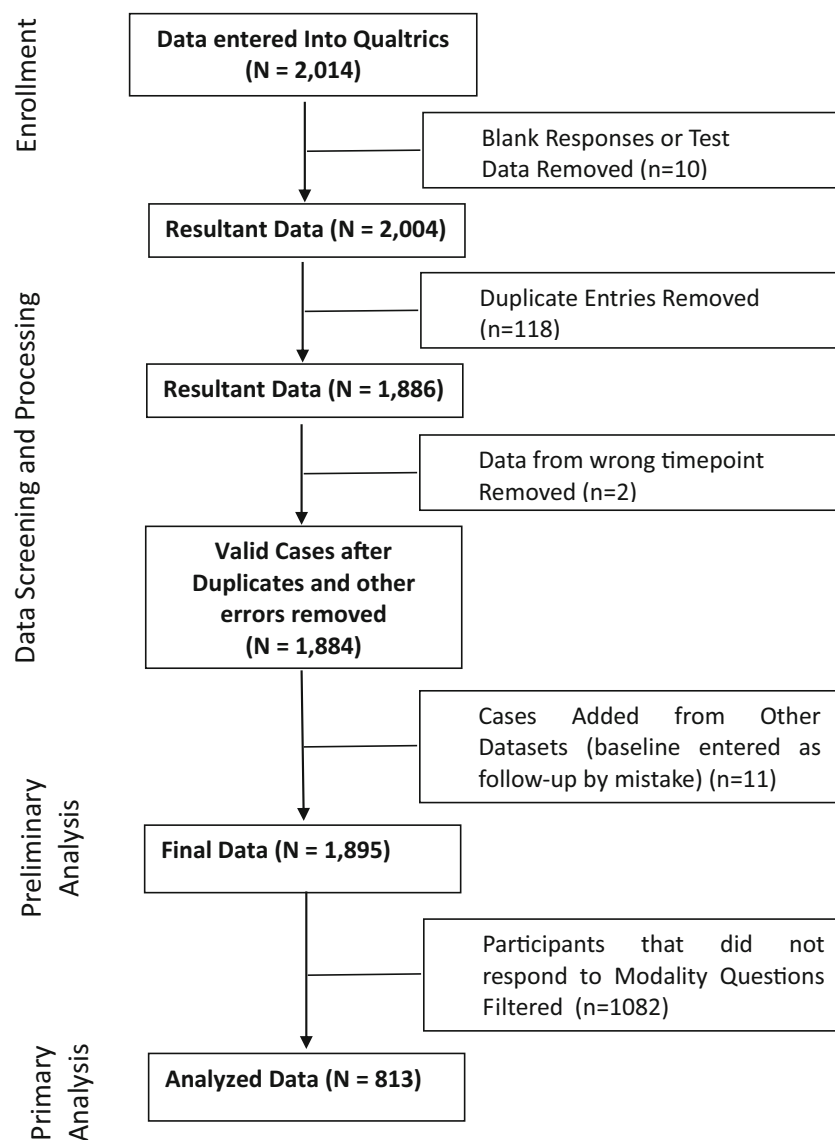 Enrollment
Data entered Into Qualtrics
(N = 2,014)
Blank Responses or Test
Data Removed (n=10)
Resultant Data (N = 2,004)
Data Screening and Processing
Duplicate Entries Removed
(n=118)
Resultant Data (N = 1,886)
Data from wrong timepoint
Removed (n=2)
Valid Cases after
Duplicates and other
errors removed
(N = 1,884)
Cases Added from Other
Datasets (baseline entered as
follow-up by mistake) (n=11)
Preliminary
Analysis
Final Data (N = 1,895)
Participants that did not
respond to Modality Questions
Filtered (n=1082)
Primary
Analysis
Analyzed Data (N = 813)